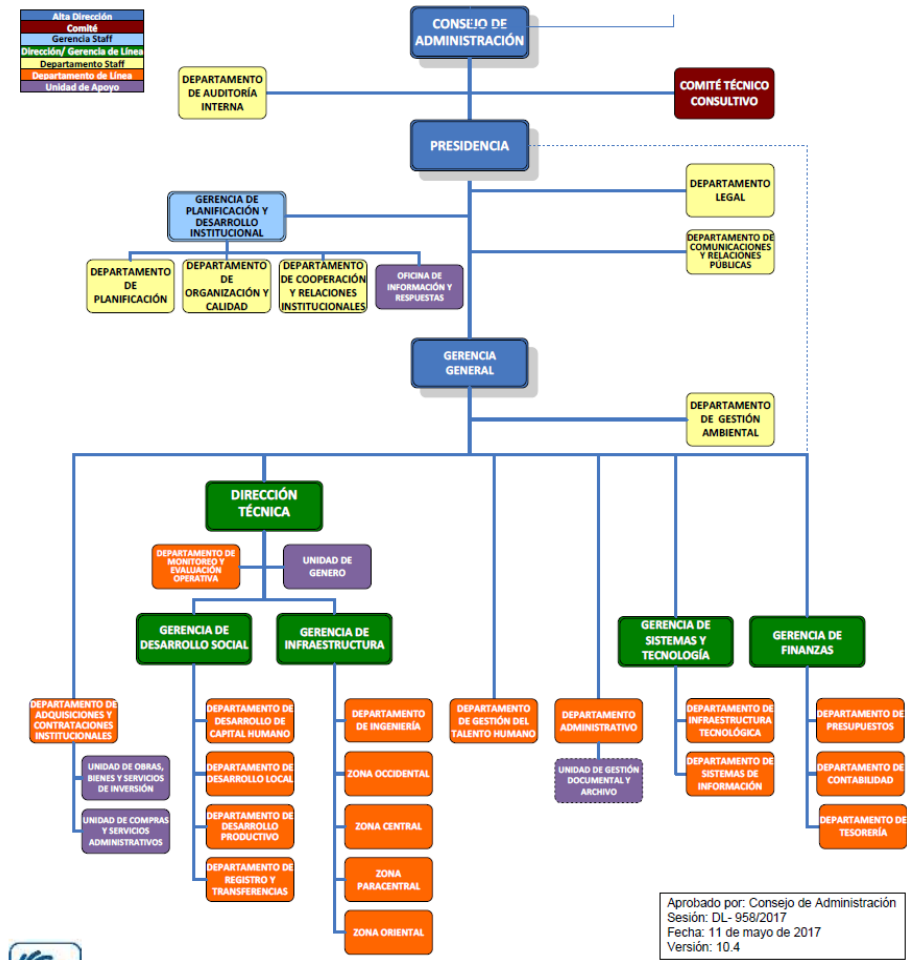 Alta Dirección
Comité
Gerencia Staff
Dirección/ Gerencia de Línea
Departamento Staff
Departamento de Línea
Unidad de Apoyo
CONSEJO DE
ADMINISTRACIÓN
DEPARTAMENTO
DE AUDITORÍA
INTERNA
COMITÉ TÉCNICO
CONSULTIVO
PRESIDENCIA
DEPARTAMENTO
LEGAL
GERENCIA DE
PLANIFICACIÓN Y
DESARROLLO
INSTITUCIONAL
DEPARTAMENTO DE
COMUNICACIONES
Y RELACIONES
PÚBLICAS
DEPARTAMENTO
DE
PLANIFICACIÓN
DEPARTAMENTO
DE
ORGANIZACIÓN Y
CALIDAD
DEPARTAMENTO
DE COOPERACIÓN
Y RELACIONES
INSTITUCIONALES
OFICINA DE
INFORMACIÓN Y
RESPUESTAS
GERENCIA
GENERAL
DEPARTAMENTO
DE GESTIÓN
AMBIENTAL
DIRECCIÓN
TÉCNICA
DEPARTAMENTO DE
MONITOREO Y
EVALUACIÓN
OPERATIVA
UNIDAD DE
GENERO
GERENCIA DE
DESARROLLO SOCIAL
GERENCIA DE
INFRAESTRUCTURA
GERENCIA DE
SISTEMAS Y
TECNOLOGÍA
GERENCIA DE
FINANZAS
DEPARTAMENTO DE
ADQUISICIONES Y
CONTRATACIONES
INSTITUCIONALES
UNIDAD DE OBRAS,
BIENES Y SERVICIOS
DE INVERSIÓN
UNIDAD DE COMPRAS
Y SERVICIOS
ADMINISTRATIVOS
DEPARTAMENTO DE
DESARROLLO DE
CAPITAL HUMANO
DEPARTAMENTO DE
DESARROLLO LOCAL
DEPARTAMENTO DE
DESARROLLO
PRODUCTIVO
DEPARTAMENTO DE
REGISTRO Y
TRANSFERENCIAS
DEPARTAMENTO
DE INGENIERÍA
ZONA OCCIDENTAL
ZONA CENTRAL
ZONA
PARACENTRAL
ZONA ORIENTAL
DEPARTAMENTO
DE GESTIÓN DEL
TALENTO HUMANO
DEPARTAMENTO
ADMINISTRATIVO
UNIDAD DE GESTIÓN
DOCUMENTAL Y
ARCHIVO
DEPARTAMENTO DE
INFRAESTRUCTURA
TECNOLÓGICA
DEPARTAMENTO DE
SISTEMAS DE
INFORMACIÓN
DEPARTAMENTO DE
PRESUPUESTOS
DEPARTAMENTO DE
CONTABILIDAD
DEPARTAMENTO DE
TESORERÍA
Aprobado por: Consejo de Administración
Sesión: DL- 958/2017
Fecha: 11 de mayo de 2017
Versión: 10.4